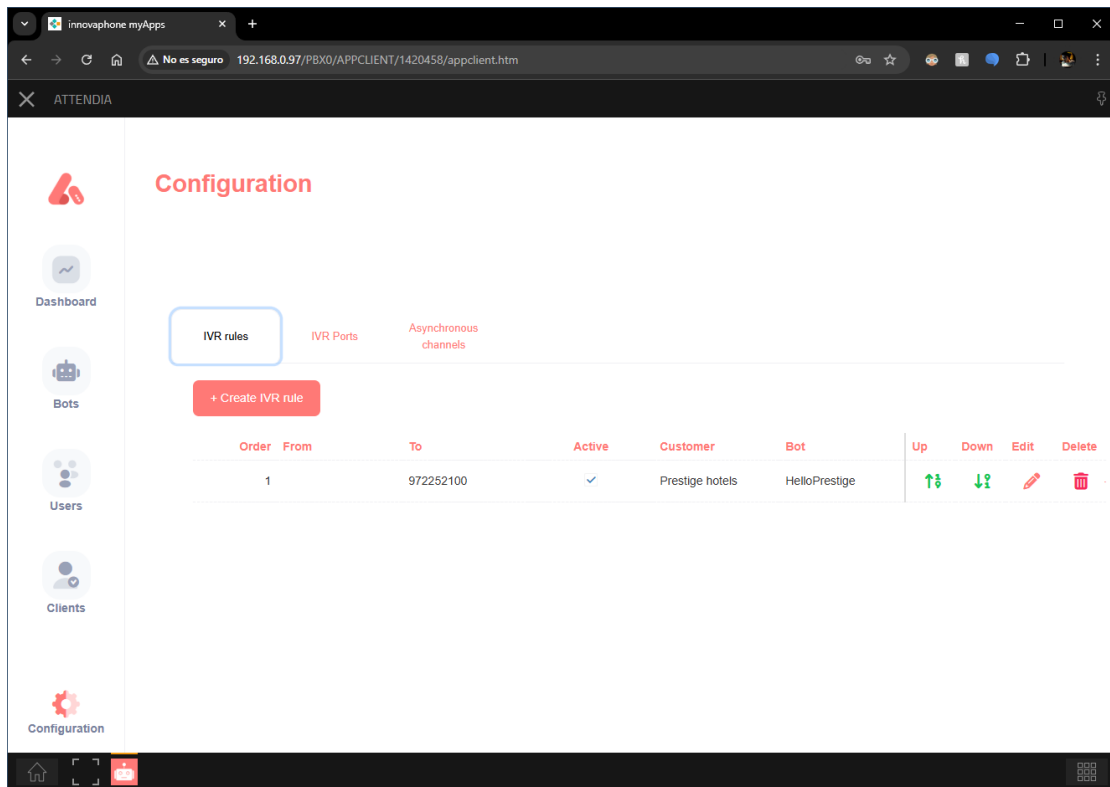 innovaphone myApps
No es seguro 192.168.0.97/PBX0/APPCLIENT/1420458/appclient.htm
ATTENDIA
Configuration
Dashboard
Bots
Users
Clients
Configuration
IVR rules
IVR Ports
Asynchronous
channels
+ Create IVR rule
Order From To Active Customer Bot Up Down Edit Delete
1 972252100 Prestige hotels HelloPrestige